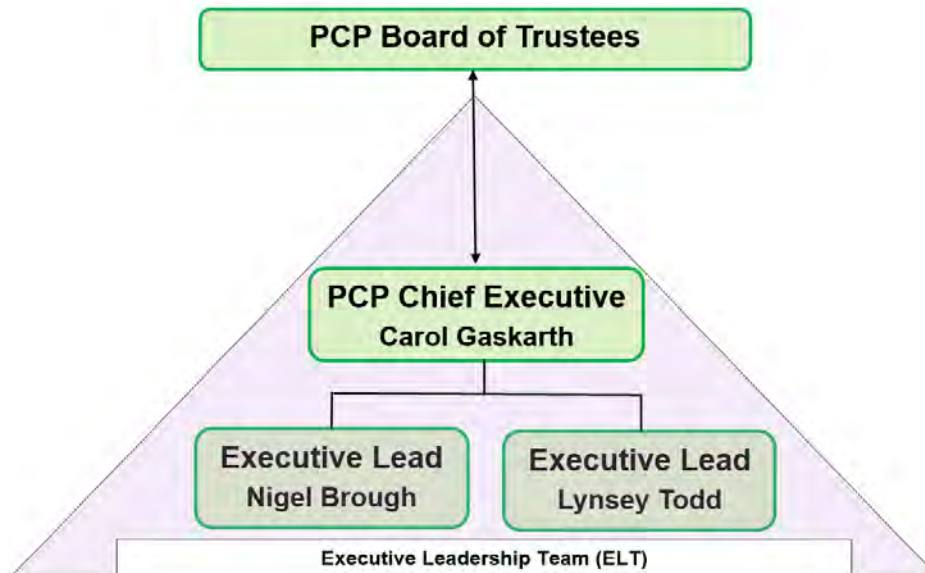 PCP Board of Trustees
PCP Chief Executive
Carol Gaskarth
Executive Lead
Nigel Brough
Executive Lead
Lynsey Todd
Executive Leadership Team (ELT)